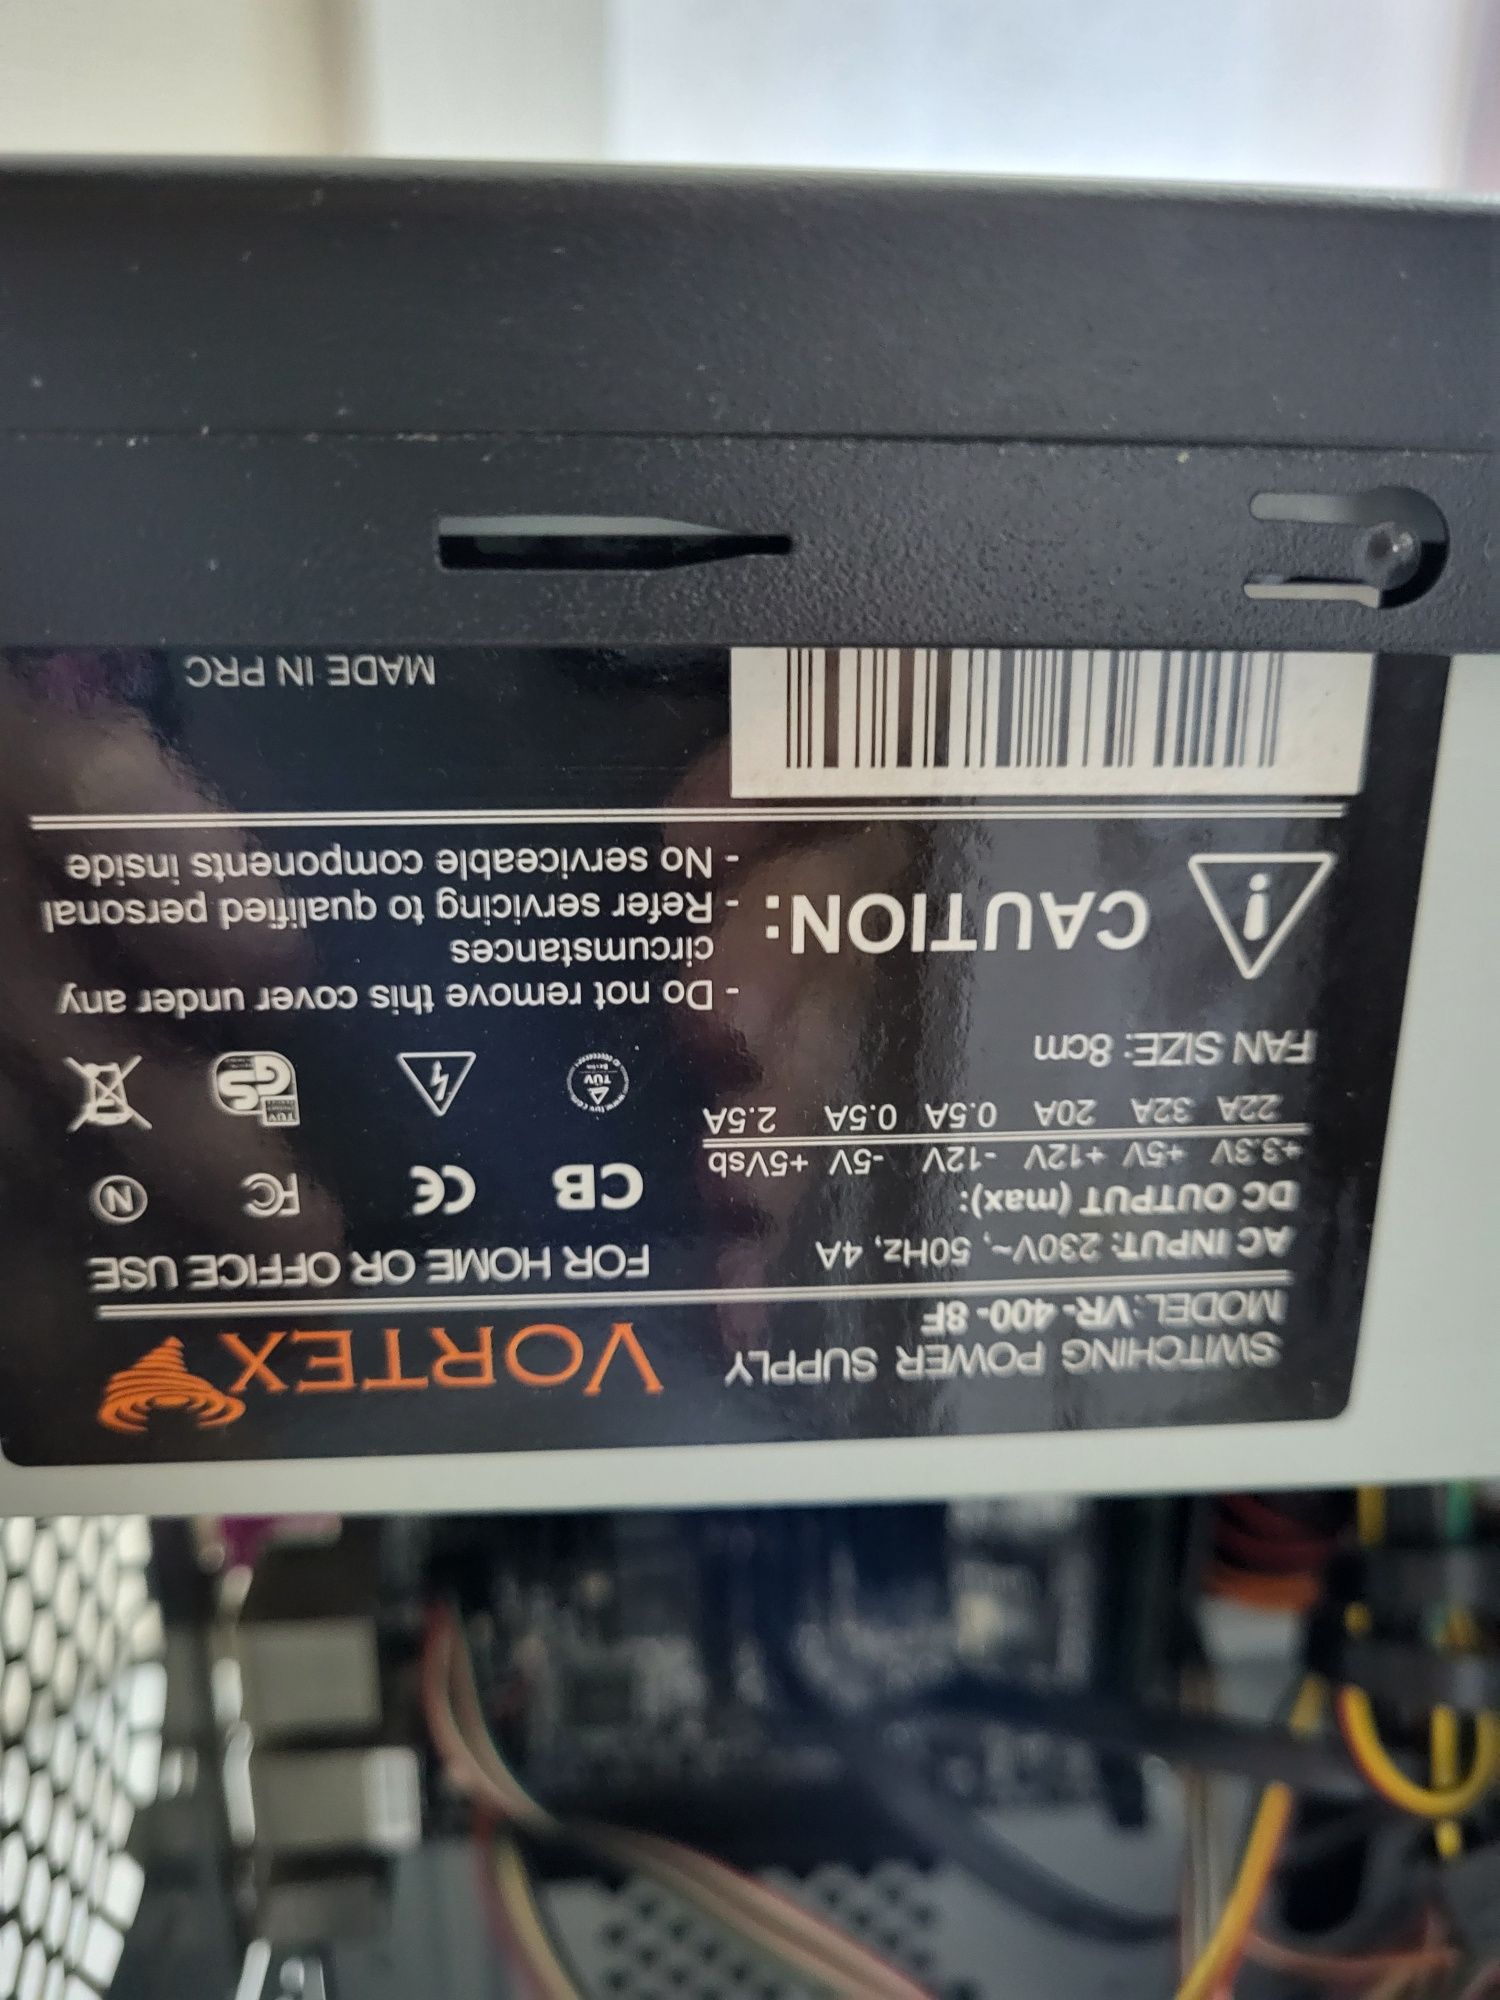 SWITCHING POWER SUPPLY
MODEL: VR-400-8F
VORTEX
AC INPUT: 230V~, 50Hz, 4A
DC OUTPUT (max):
+3.3V +5V +12V -12V -5V +5Vsb
22A 32A 20A 0.5A 0.5A 2.5A
FAN SIZE: 8cm
FOR HOME OR OFFICE USE
CB CE FC N
TÜV
TÜV GS
CAUTION:
- Do not remove this cover under any
circumstances
- Refer servicing to qualified personal
- No serviceable components inside
MADE IN PRC